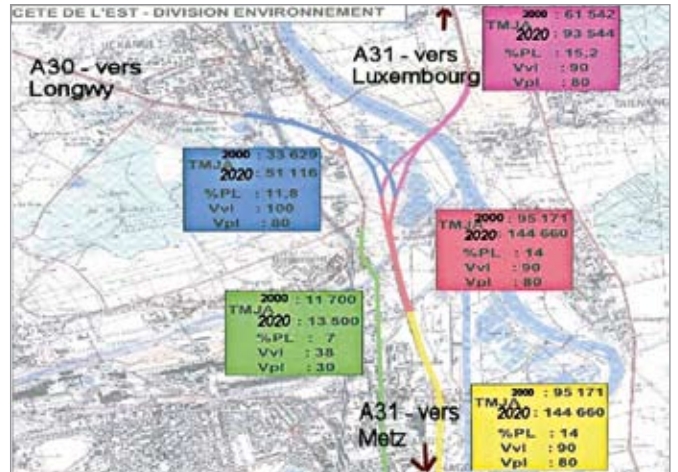 CETE DE L'EST - DIVISION ENVIRONNEMENT
2000 : 61 542
TMJA
2020 : 93 544
%PL : 15,2
Vvl : 90
Vpl : 80
A31 - vers
Luxembourg
A30 - vers
Longwy
2000 : 33 629
TMJA
2020 : 51 116
%PL : 11,8
Vvl : 100
Vpl : 80
2000 : 95 171
TMJA
2020 : 144 660
%PL : 14
Vvl : 90
Vpl : 80
2000 : 11 700
TMJA
2020 : 13 500
%PL : 7
Vvl : 38
Vpl : 30
A31 - vers
Metz
2000 : 95 171
TMJA
2020 : 144 660
%PL : 14
Vvl : 90
Vpl : 80